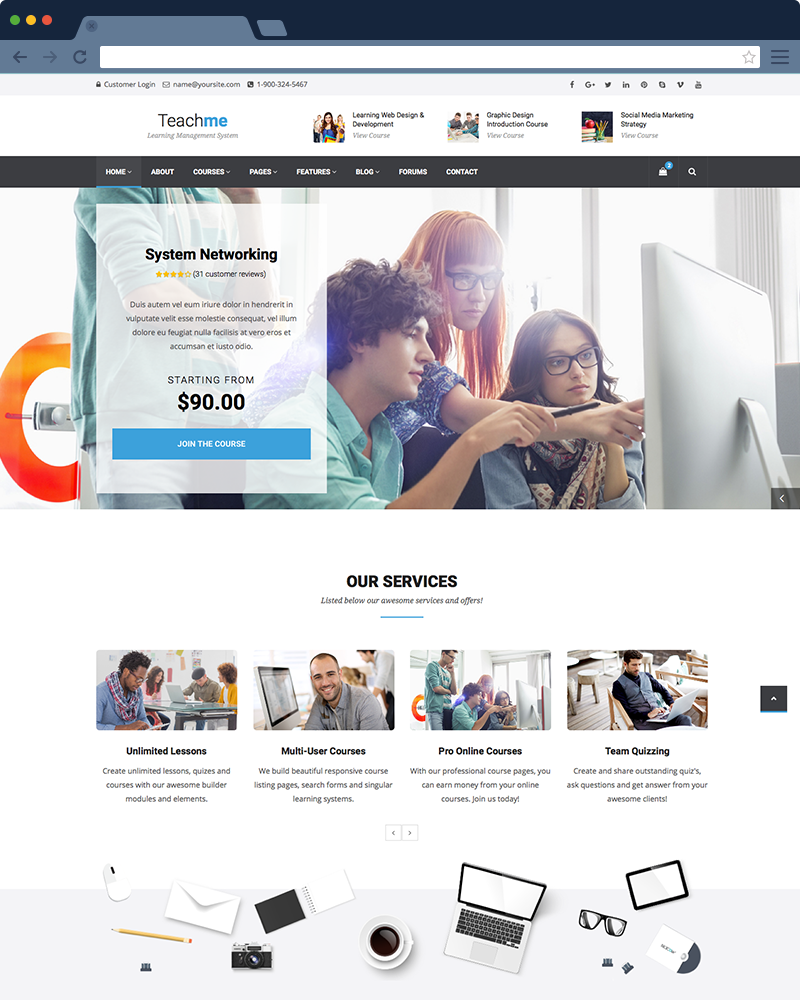 Customer Login name@yoursite.com 1-900-324-5467
Teachme
Learning Management System
Learning Web Design &
Development
View Course
Graphic Design
Introduction Course
View Course
Social Media Marketing
Strategy
View Course
HOME ABOUT COURSES PAGES FEATURES BLOG FORUMS CONTACT
2
System Networking
(31 customer reviews)
Duis autem vel eum iriure dolor in hendrerit in
vulputate velit esse molestie consequat, vel illum
dolore eu feugiat nulla facilisis at vero eros et
accumsan et iusto odio.
STARTING FROM
$90.00
JOIN THE COURSE
OUR SERVICES
Listed below our awesome services and offers!
Unlimited Lessons
Create unlimited lessons, quizes and
courses with our awesome builder
modules and elements.
Multi-User Courses
We build beautiful responsive course
listing pages, search forms and singular
learning systems.
Pro Online Courses
With our professional course pages, you
can earn money from your online
courses. Join us today!
Team Quizzing
Create and share outstanding quiz's,
ask questions and get answer from your
awesome clients!